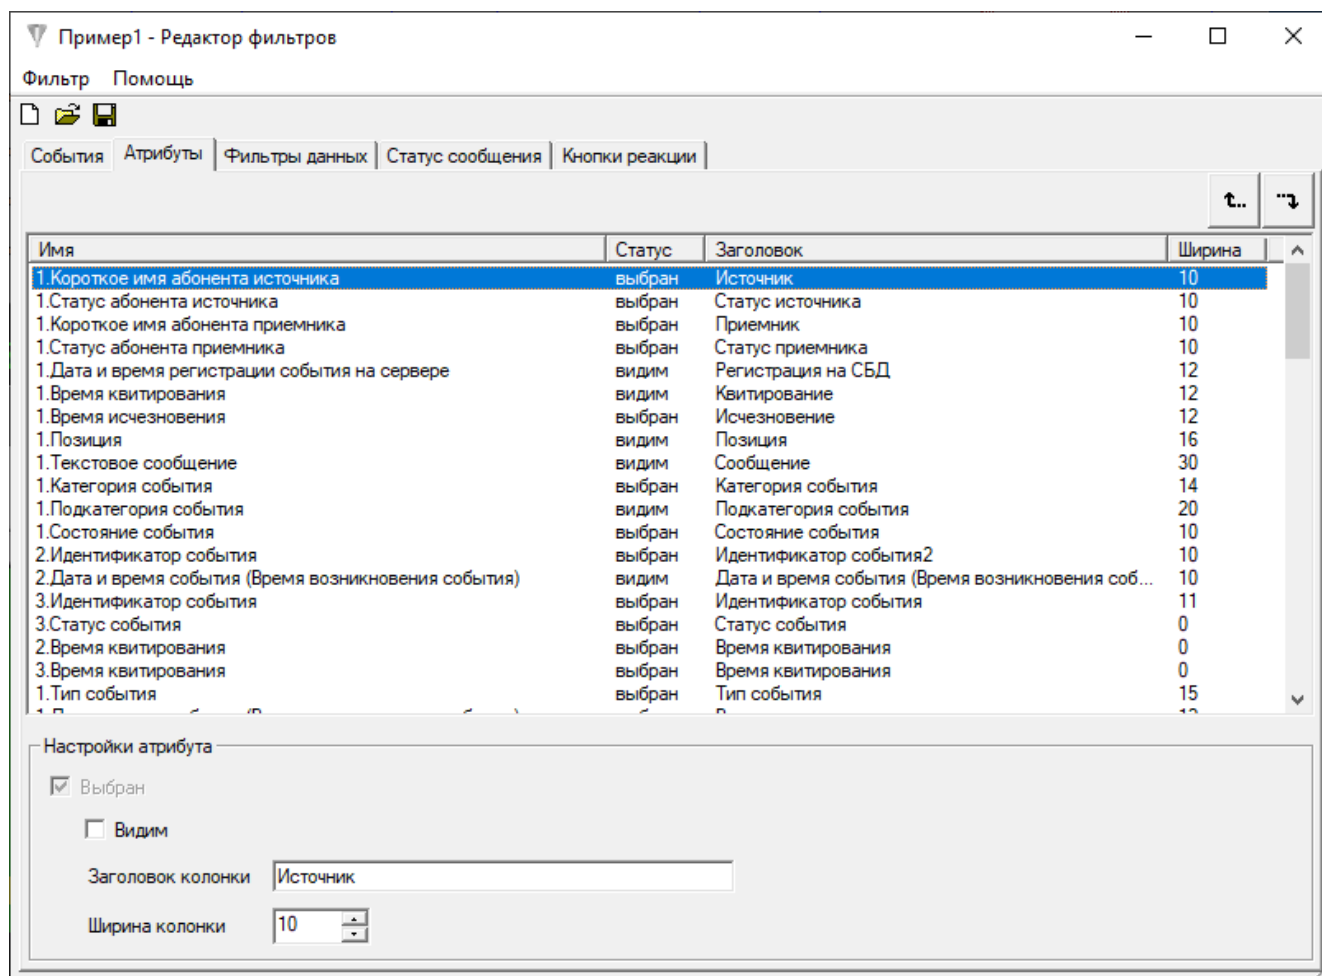 Пример1 - Редактор фильтров
Фильтр Помощь
События Атрибуты Фильтры данных Статус сообщения Кнопки реакции
Имя Статус Заголовок Ширина
1.Короткое имя абонента источника выбран Источник 10
1.Статус абонента источника выбран Статус источника 10
1.Короткое имя абонента приемника выбран Приемник 10
1.Статус абонента приемника выбран Статус приемника 10
1.Дата и время регистрации события на сервере видим Регистрация на СБД 12
1.Время квитирования видим Квитирование 12
1.Время исчезновения выбран Исчезновение 12
1.Позиция видим Позиция 16
1.Текстовое сообщение видим Сообщение 30
1.Категория события выбран Категория события 14
1.Подкатегория события видим Подкатегория события 20
1.Состояние события выбран Состояние события 10
2.Идентификатор события выбран Идентификатор события2 10
2.Дата и время события (Время возникновения события) видим Дата и время события (Время возникновения соб... 10
3.Идентификатор события выбран Идентификатор события 11
3.Статус события выбран Статус события 0
2.Время квитирования выбран Время квитирования 0
3.Время квитирования выбран Время квитирования 0
1.Тип события выбран Тип события 15
Настройки атрибута
Выбран
Видим
Заголовок колонки Источник
Ширина колонки 10